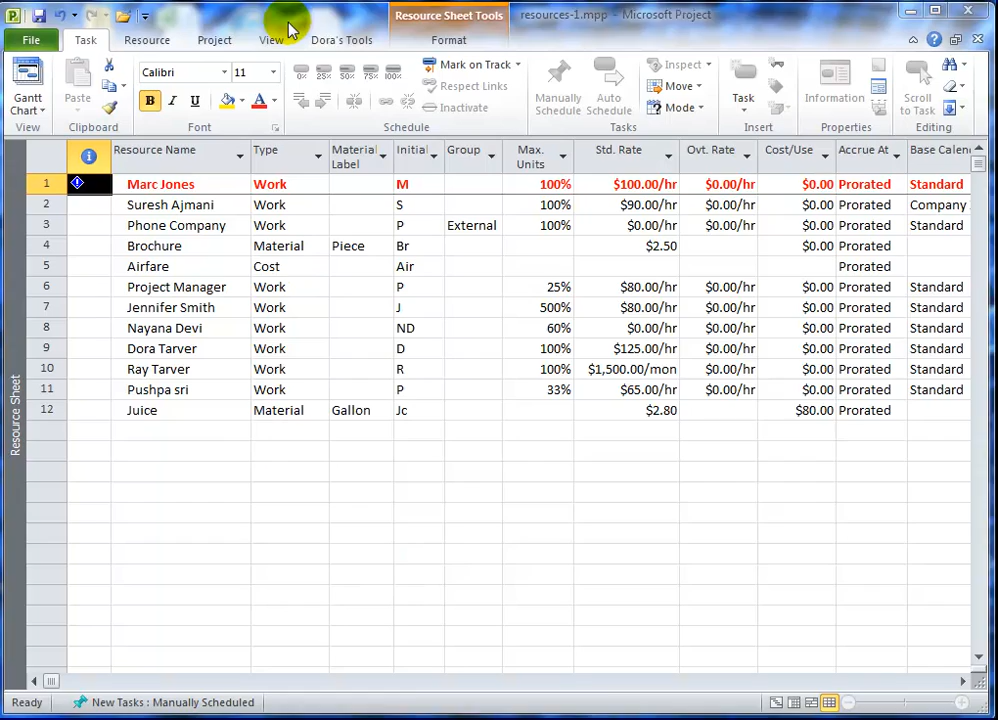 Resource Sheet Tools
resources-1.mpp - Microsoft Project
File Task Resource Project View Dora's Tools Format
Gantt Chart
Paste
Calibri 11
B I U A
0% 25% 50% 75% 100%
Mark on Track
Respect Links
Inactivate
Manually Schedule
Auto Schedule
Inspect
Move
Mode
Task
Information
Scroll to Task
View Clipboard Font Schedule Tasks Insert Properties Editing
Resource Name Type Material Label Initial Group Max. Units Std. Rate Ovt. Rate Cost/Use Accrue At Base Calen
1 Marc Jones Work M 100% $100.00/hr $0.00/hr $0.00 Prorated Standard
2 Suresh Ajmani Work S 100% $90.00/hr $0.00/hr $0.00 Prorated Company
3 Phone Company Work P External 100% $0.00/hr $0.00/hr $0.00 Prorated Standard
4 Brochure Material Piece Br $2.50 $0.00 Prorated
5 Airfare Cost Air Prorated
6 Project Manager Work P 25% $80.00/hr $0.00/hr $0.00 Prorated Standard
7 Jennifer Smith Work J 500% $80.00/hr $0.00/hr $0.00 Prorated Standard
8 Nayana Devi Work ND 60% $0.00/hr $0.00/hr $0.00 Prorated Standard
9 Dora Tarver Work D 100% $125.00/hr $0.00/hr $0.00 Prorated Standard
10 Ray Tarver Work R 100% $1,500.00/mon $0.00/hr $0.00 Prorated Standard
11 Pushpa sri Work P 33% $65.00/hr $0.00/hr $0.00 Prorated Standard
12 Juice Material Gallon Jc $2.80 $80.00 Prorated
Resource Sheet
Ready New Tasks : Manually Scheduled